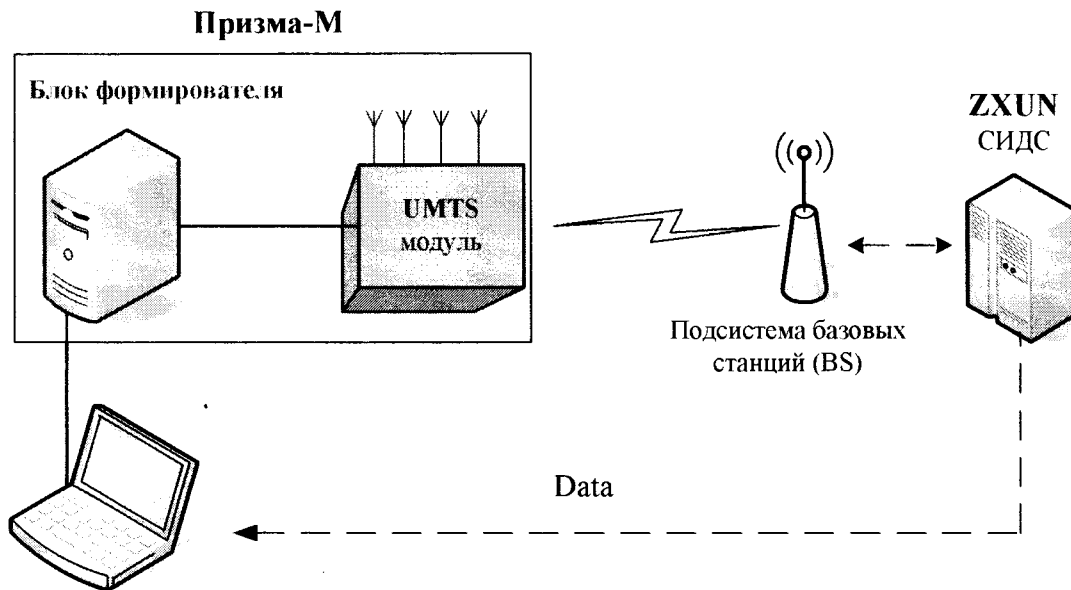 Призма-М
Блок формирователя
UMTS
модуль
ZXUN
СИДС
Подсистема базовых
станций (BS)
Data